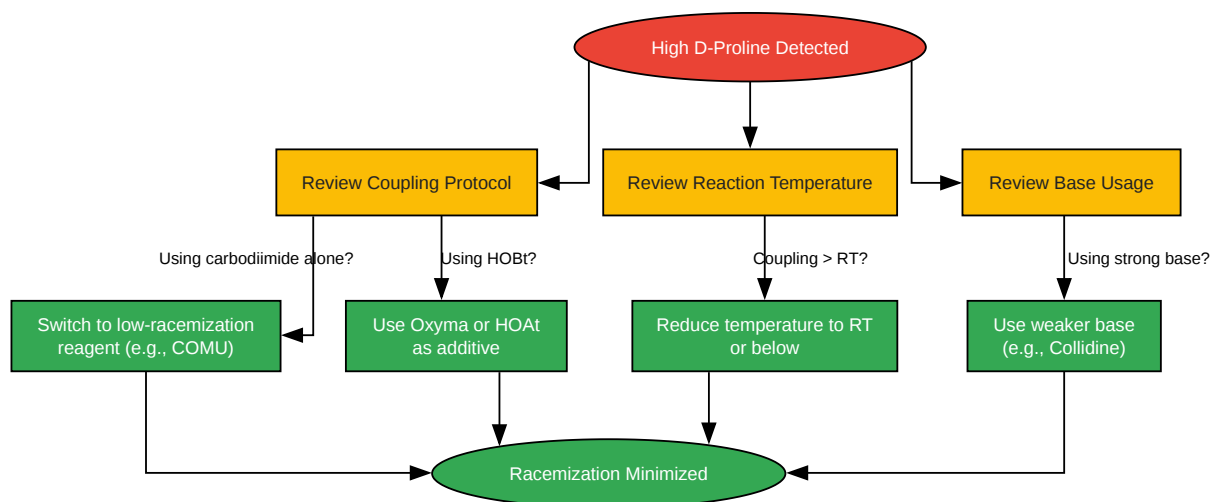 High D-Proline Detected
Review Coupling Protocol
Review Reaction Temperature
Review Base Usage
Using carbodiimide alone?
Using HOBt?
Coupling > RT?
Using strong base?
Switch to low-racemization
reagent (e.g., COMU)
Use Oxyma or HOAt
as additive
Reduce temperature to RT
or below
Use weaker base
(e.g., Collidine)
Racemization Minimized